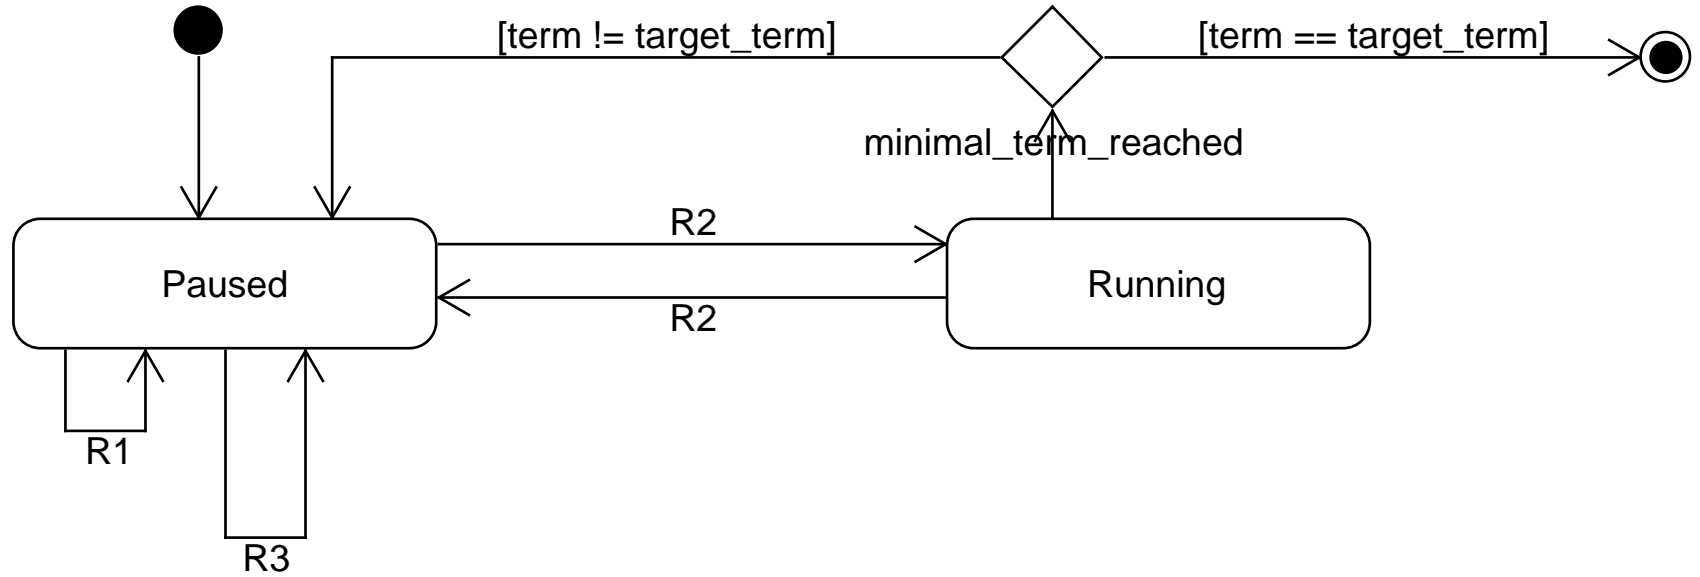 [term != target_term]
[term == target_term]
minimal_term_reached
R2
Paused
Running
R2
R1
R3